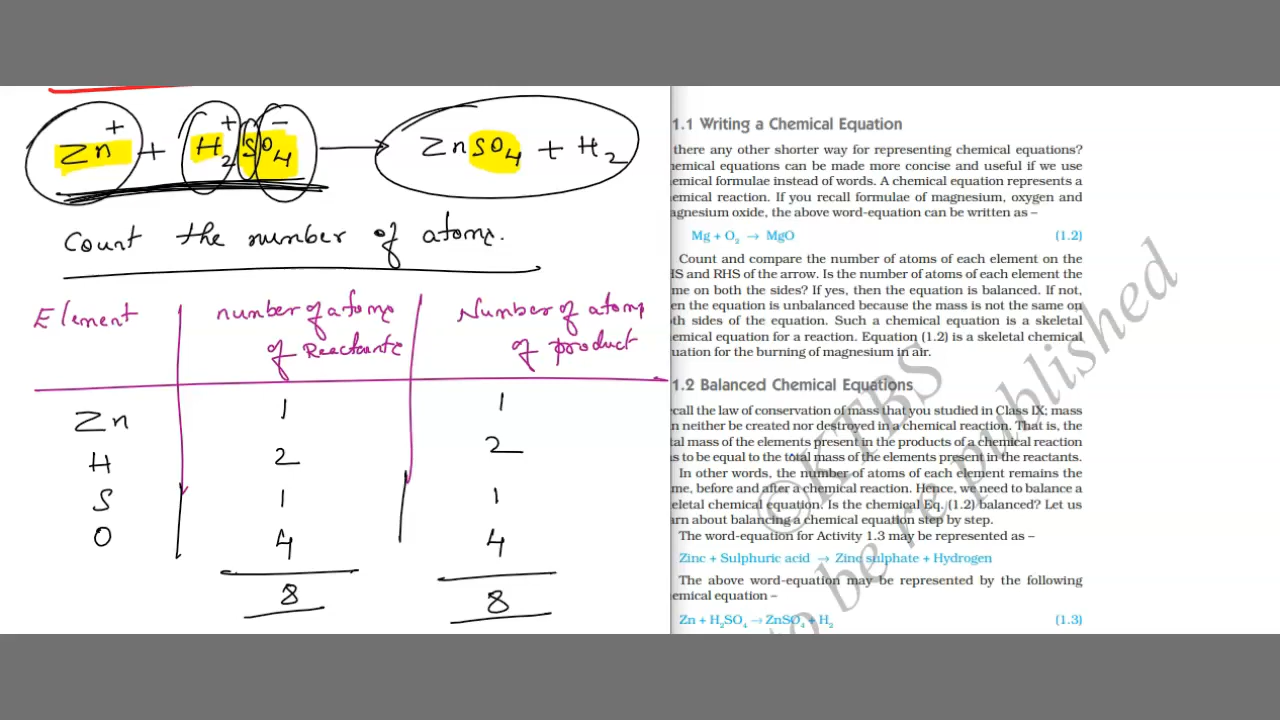 Zn⁺ + H₂⁺SO₄⁻ → ZnSO₄ + H₂
Count the number of atoms.
Element | number of atoms of Reactants | Number of atoms of product
Zn | 1 | 1
H | 2 | 2
S | 1 | 1
O | 4 | 4
8 | 8
1.1 Writing a Chemical Equation
there any other shorter way for representing chemical equations?
hemical equations can be made more concise and useful if we use
emical formulae instead of words. A chemical equation represents a
emical reaction. If you recall formulae of magnesium, oxygen and
agnesium oxide, the above word-equation can be written as –
Mg + O₂ → MgO (1.2)
Count and compare the number of atoms of each element on the
HS and RHS of the arrow. Is the number of atoms of each element the
me on both the sides? If yes, then the equation is balanced. If not,
en the equation is unbalanced because the mass is not the same on
th sides of the equation. Such a chemical equation is a skeletal
emical equation for a reaction. Equation (1.2) is a skeletal chemical
uation for the burning of magnesium in air.
1.2 Balanced Chemical Equations
call the law of conservation of mass that you studied in Class IX; mass
n neither be created nor destroyed in a chemical reaction. That is, the
tal mass of the elements present in the products of a chemical reaction
s to be equal to the total mass of the elements present in the reactants.
In other words, the number of atoms of each element remains the
me, before and after a chemical reaction. Hence, we need to balance a
eletal chemical equation. Is the chemical Eq. (1.2) balanced? Let us
arn about balancing a chemical equation step by step.
The word-equation for Activity 1.3 may be represented as –
Zinc + Sulphuric acid → Zinc sulphate + Hydrogen
The above word-equation may be represented by the following
emical equation –
Zn + H₂SO₄ → ZnSO₄ + H₂ (1.3)
©KTBS
to be republished